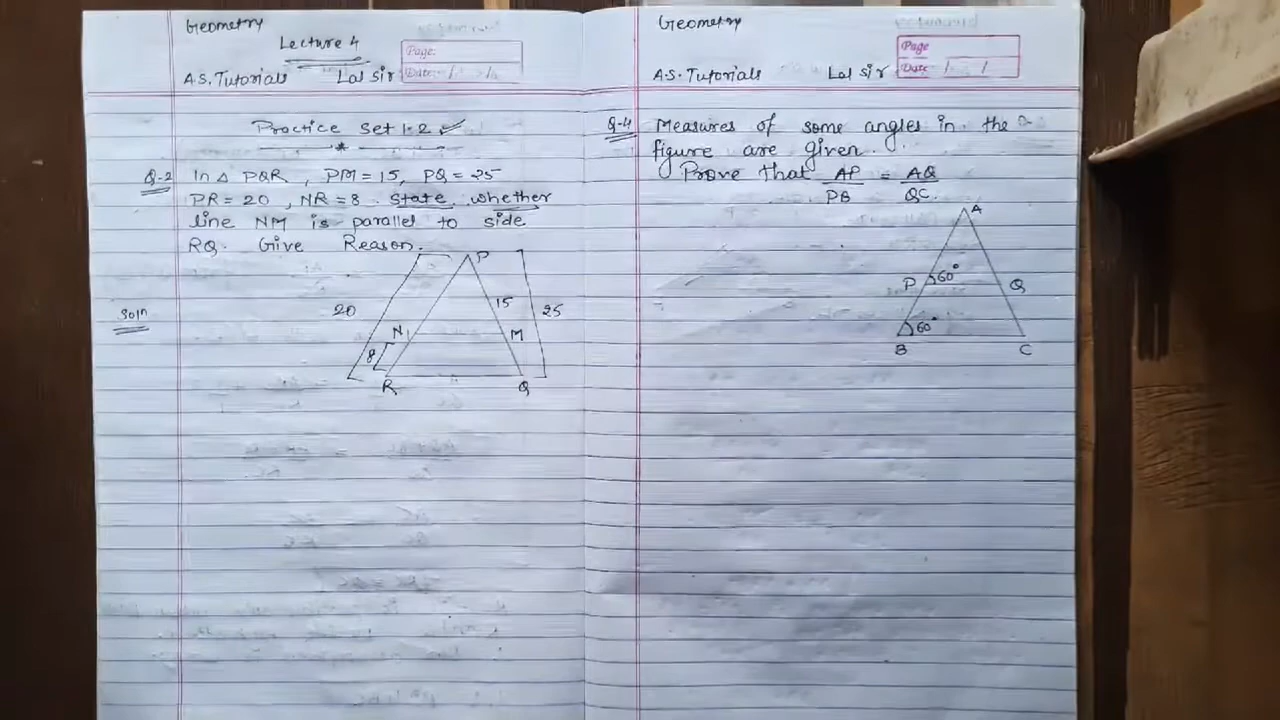 Geometry
Lecture 4
A.S. Tutorials Lal sir
Page:
Date: / /
Practice Set 1.2 ✓
Q-2 In Δ PQR, PM = 15, PQ = 25
PR = 20, NR = 8. state whether
line NM is parallel to side
RQ. Give Reason.
Soln
P
20
15
25
N
M
8
R
Q
Geometry
A.S. Tutorials Lal sir
Page
Date / /
Q-4 Measures of some angles in the
figure are given.
Prove that AP/PB = AQ/QC.
A
P
60°
Q
60°
B
C